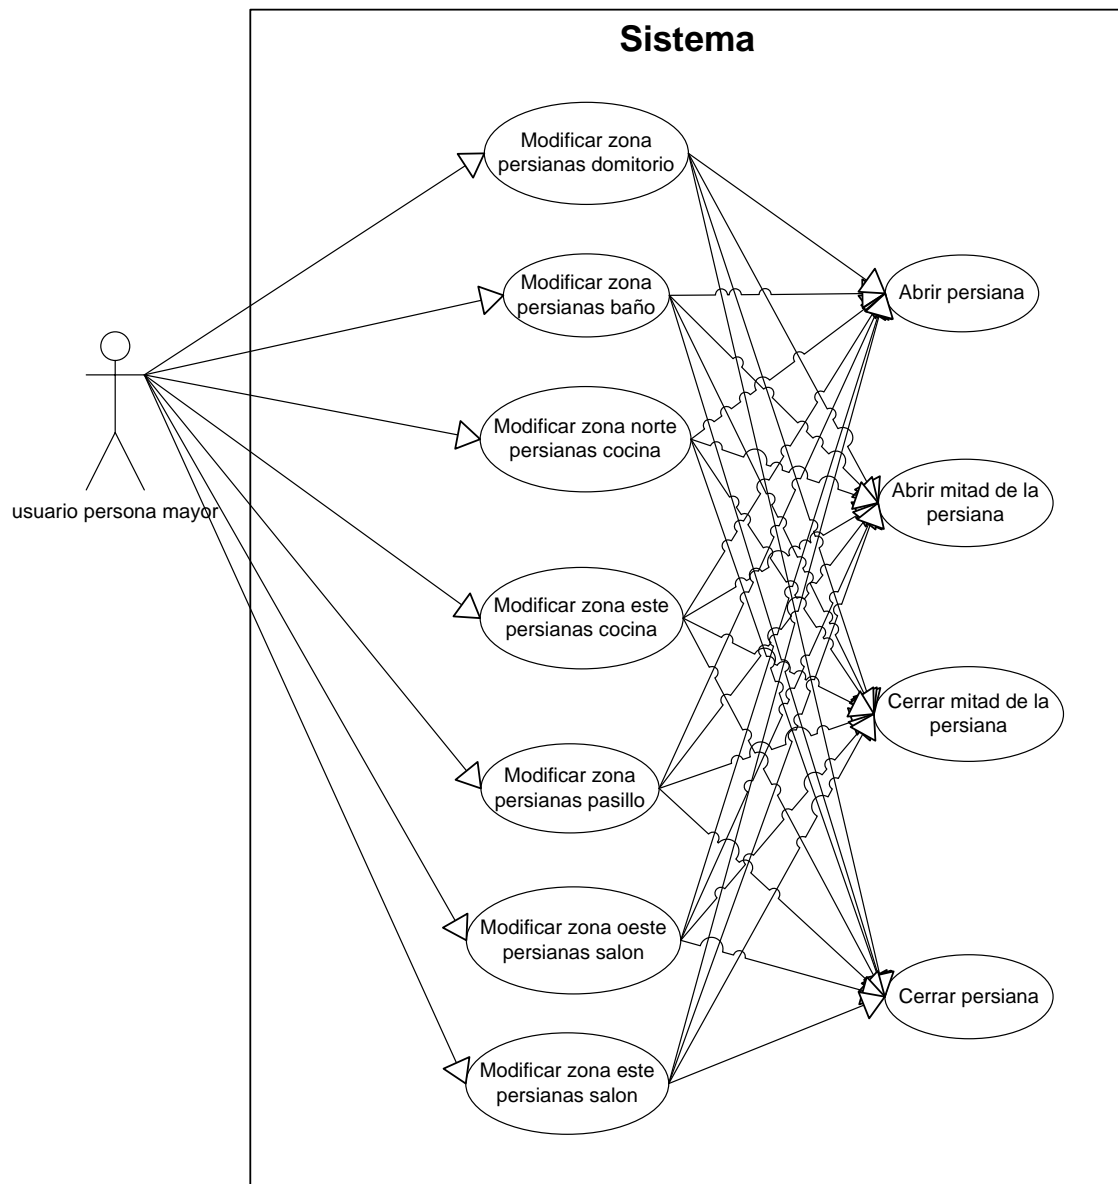 Sistema
Modificar zona
persianas domitorio
Modificar zona
persianas baño
Abrir persiana
usuario persona mayor
Modificar zona norte
persianas cocina
Abrir mitad de la
persiana
Modificar zona este
persianas cocina
Cerrar mitad de la
persiana
Modificar zona
persianas pasillo
Modificar zona oeste
persianas salon
Cerrar persiana
Modificar zona este
persianas salon